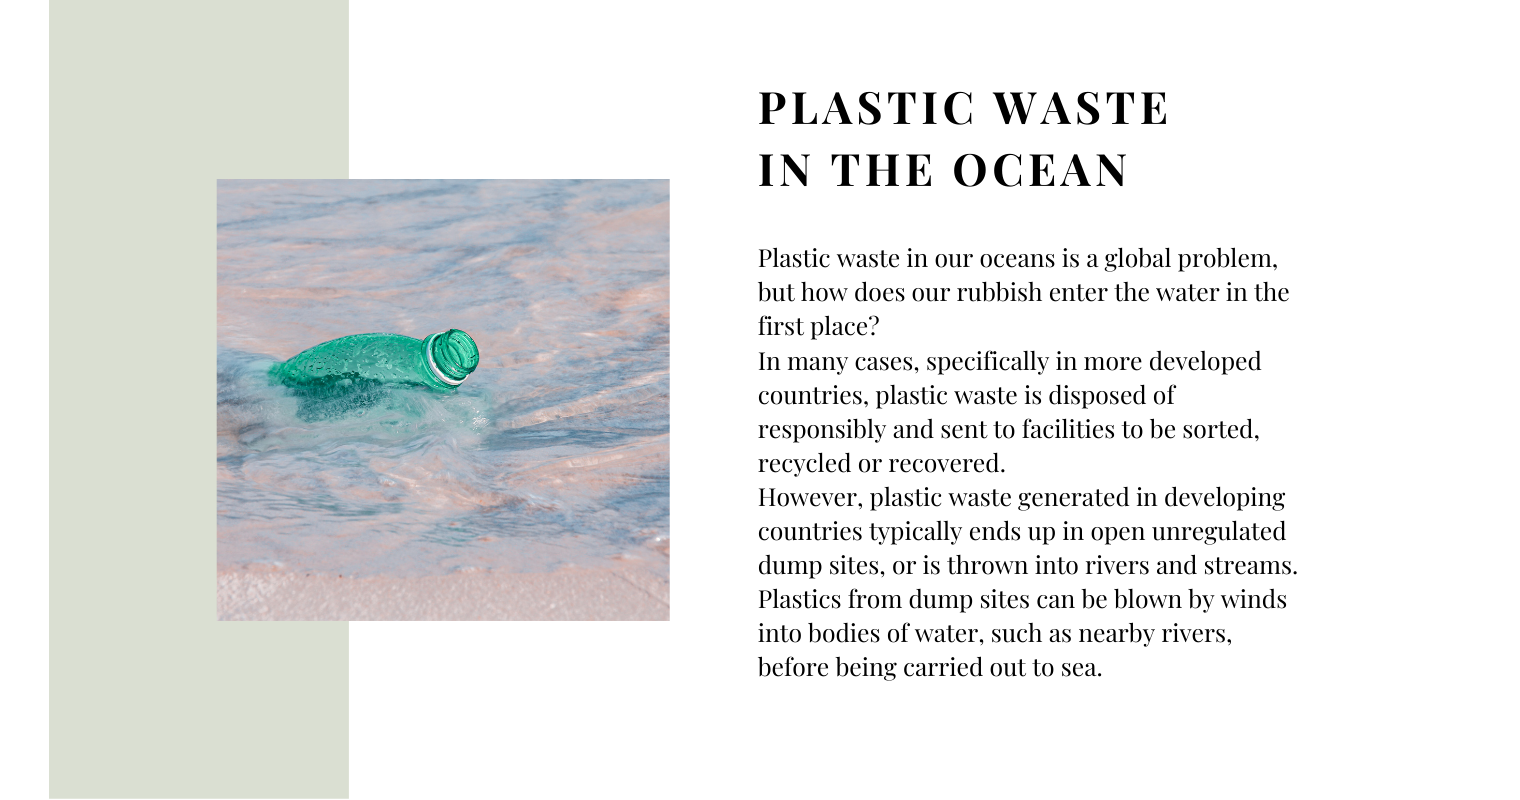 PLASTIC WASTE
IN THE OCEAN
Plastic waste in our oceans is a global problem,
but how does our rubbish enter the water in the
first place?
In many cases, specifically in more developed
countries, plastic waste is disposed of
responsibly and sent to facilities to be sorted,
recycled or recovered.
However, plastic waste generated in developing
countries typically ends up in open unregulated
dump sites, or is thrown into rivers and streams.
Plastics from dump sites can be blown by winds
into bodies of water, such as nearby rivers,
before being carried out to sea.